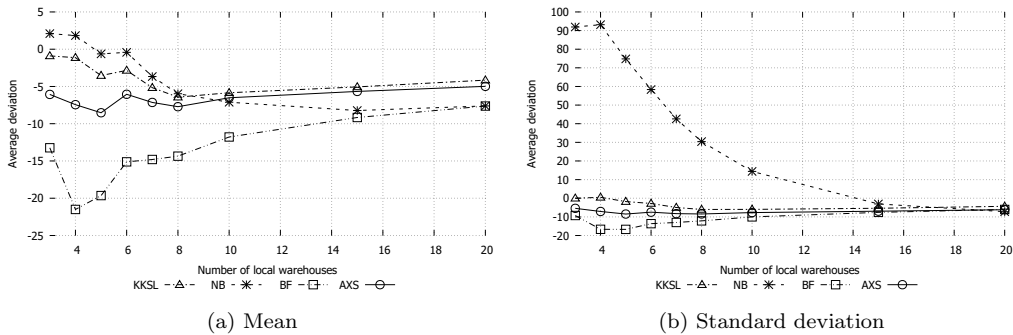 5
0
-5
-10
-15
-20
-25
Average deviation
4 6 8 10 12 14 16 18 20
Number of local warehouses
KKSL NB BF AXS
(a) Mean
100
90
80
70
60
50
40
30
20
10
0
-10
-20
Average deviation
4 6 8 10 12 14 16 18 20
Number of local warehouses
KKSL NB BF AXS
(b) Standard deviation